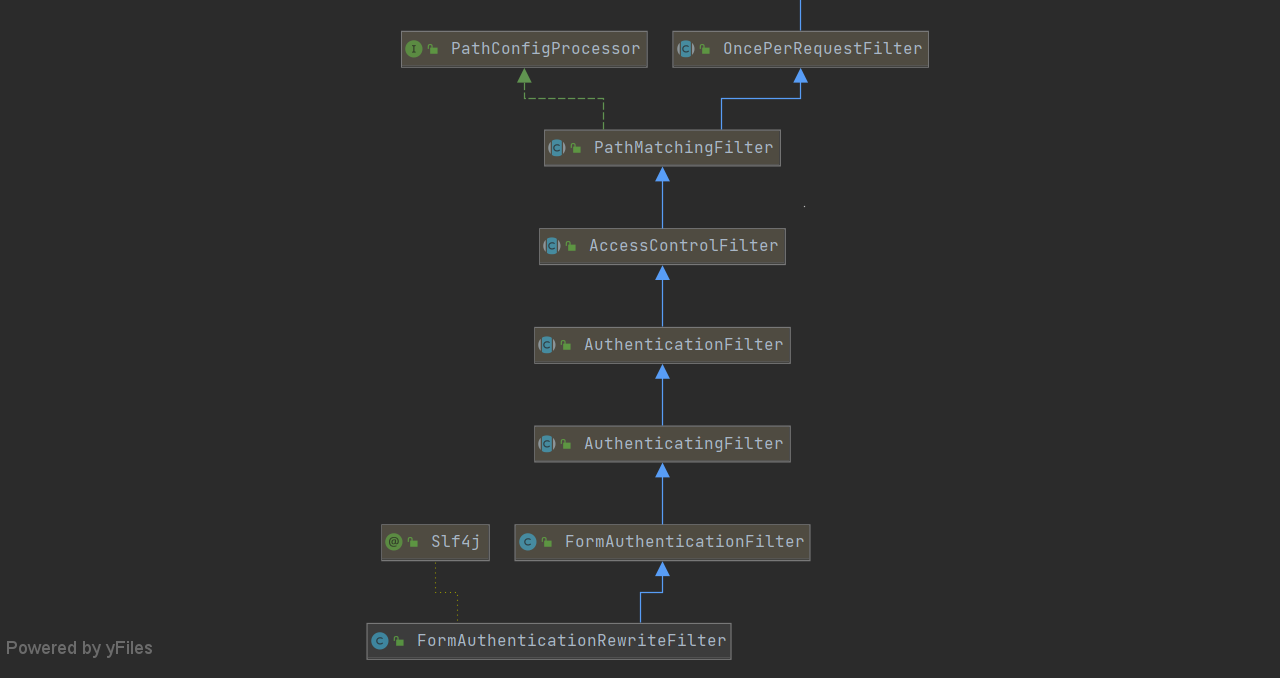 PathConfigProcessor
OncePerRequestFilter
PathMatchingFilter
AccessControlFilter
AuthenticationFilter
AuthenticatingFilter
Slf4j
FormAuthenticationFilter
FormAuthenticationRewriteFilter
Powered by yFiles